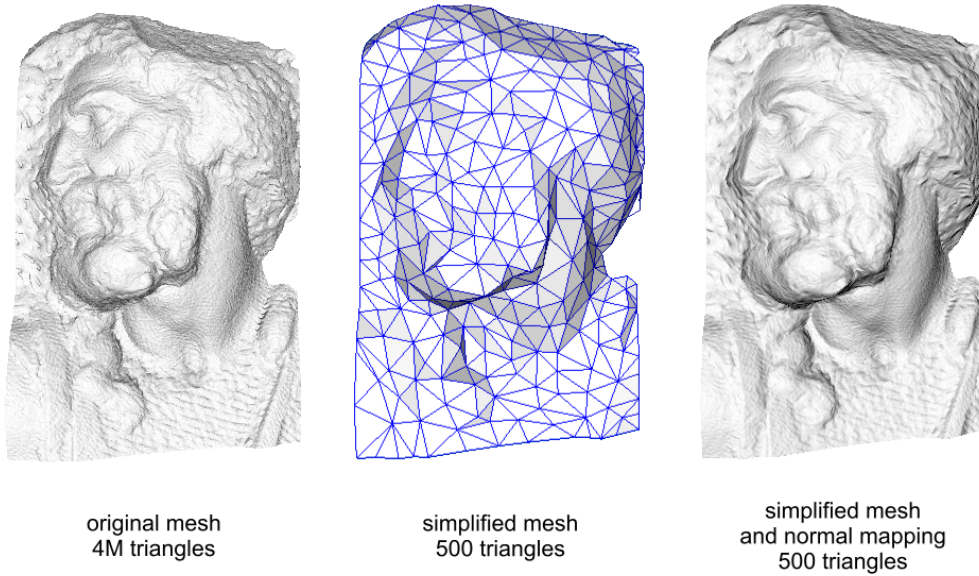 original mesh
4M triangles
simplified mesh
500 triangles
simplified mesh
and normal mapping
500 triangles